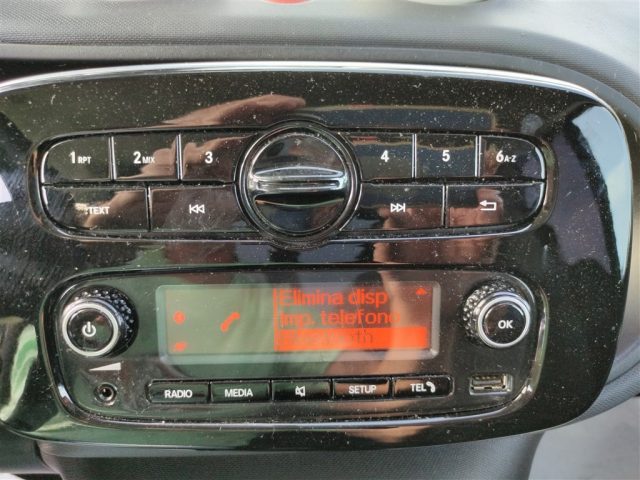 1 RPT 2 MIX 3 4 5 6 A-Z
TEXT
Elimina disp
imp. telefono
OK
RADIO MEDIA SETUP TEL